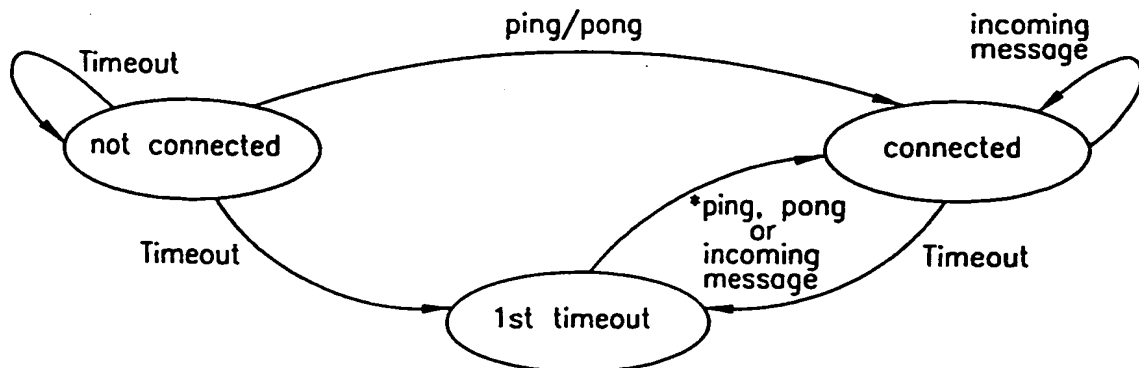 ping/pong
incoming
message
Timeout
not connected
connected
*ping, pong
or
incoming
message
Timeout
Timeout
1st timeout